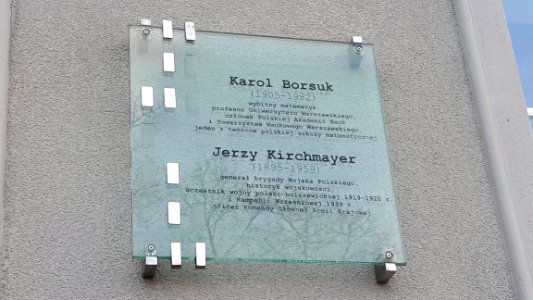 Karol Borsuk
(1905-1982)
wybitny matematyk
profesor Uniwersytetu Warszawskiego,
członek Polskiej Akademii Nauk
i Towarzystwa Naukowego Warszawskiego,
jeden z twórców polskiej szkoły matematycznej
Jerzy Kirchmayer
(1895-1959)
generał brygady Wojska Polskiego,
historyk wojskowości,
uczestnik wojny polsko-bolszewickiej 1919-1920 r.
i Kampanii Wrześniowej 1939 r.
oficer Komendy Głównej Armii Krajowej